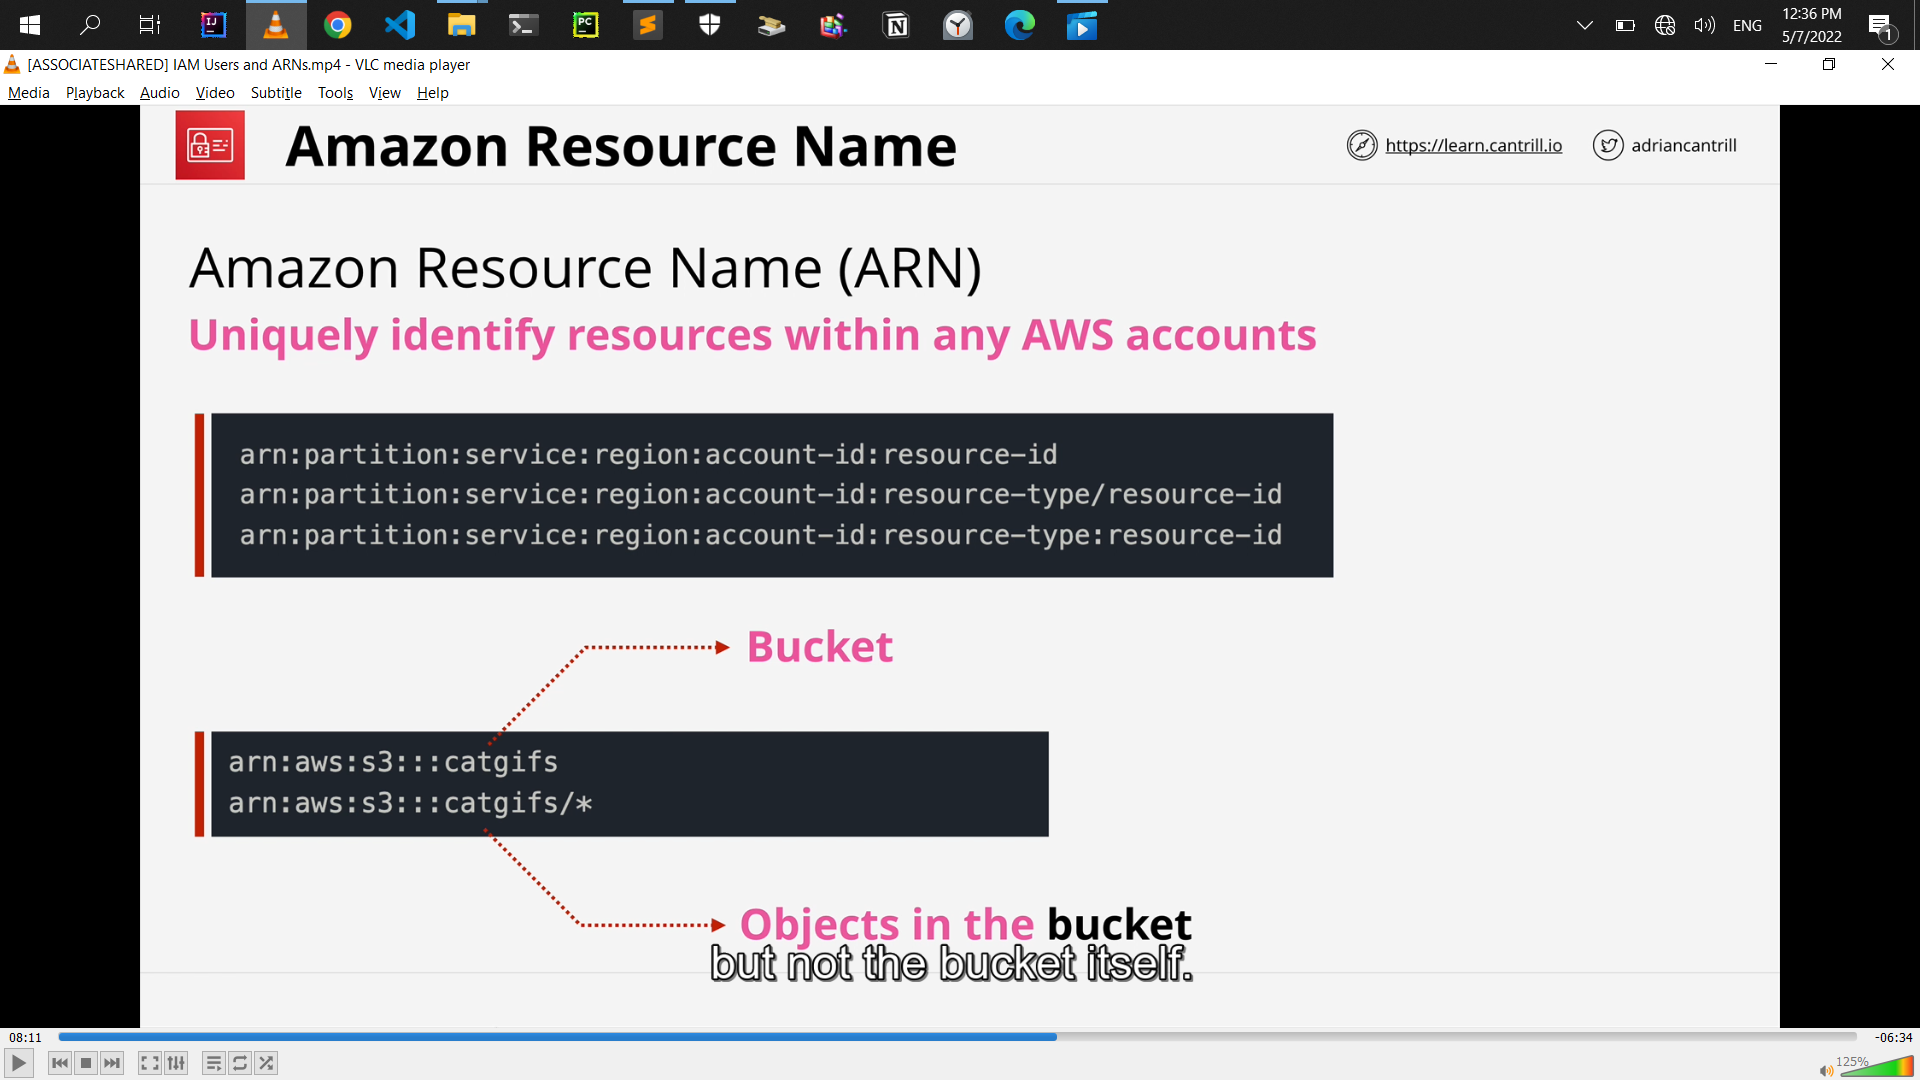 ENG
12:36 PM
5/7/2022
1
[ASSOCIATESHARED] IAM Users and ARNs.mp4 - VLC media player
Media Playback Audio Video Subtitle Tools View Help
Amazon Resource Name
https://learn.cantrill.io
adriancantrill
Amazon Resource Name (ARN)
Uniquely identify resources within any AWS accounts
arn:partition:service:region:account-id:resource-id
arn:partition:service:region:account-id:resource-type/resource-id
arn:partition:service:region:account-id:resource-type:resource-id
Bucket
arn:aws:s3:::catgifs
arn:aws:s3:::catgifs/*
Objects in the bucket
but not the bucket itself.
08:11
-06:34
125%